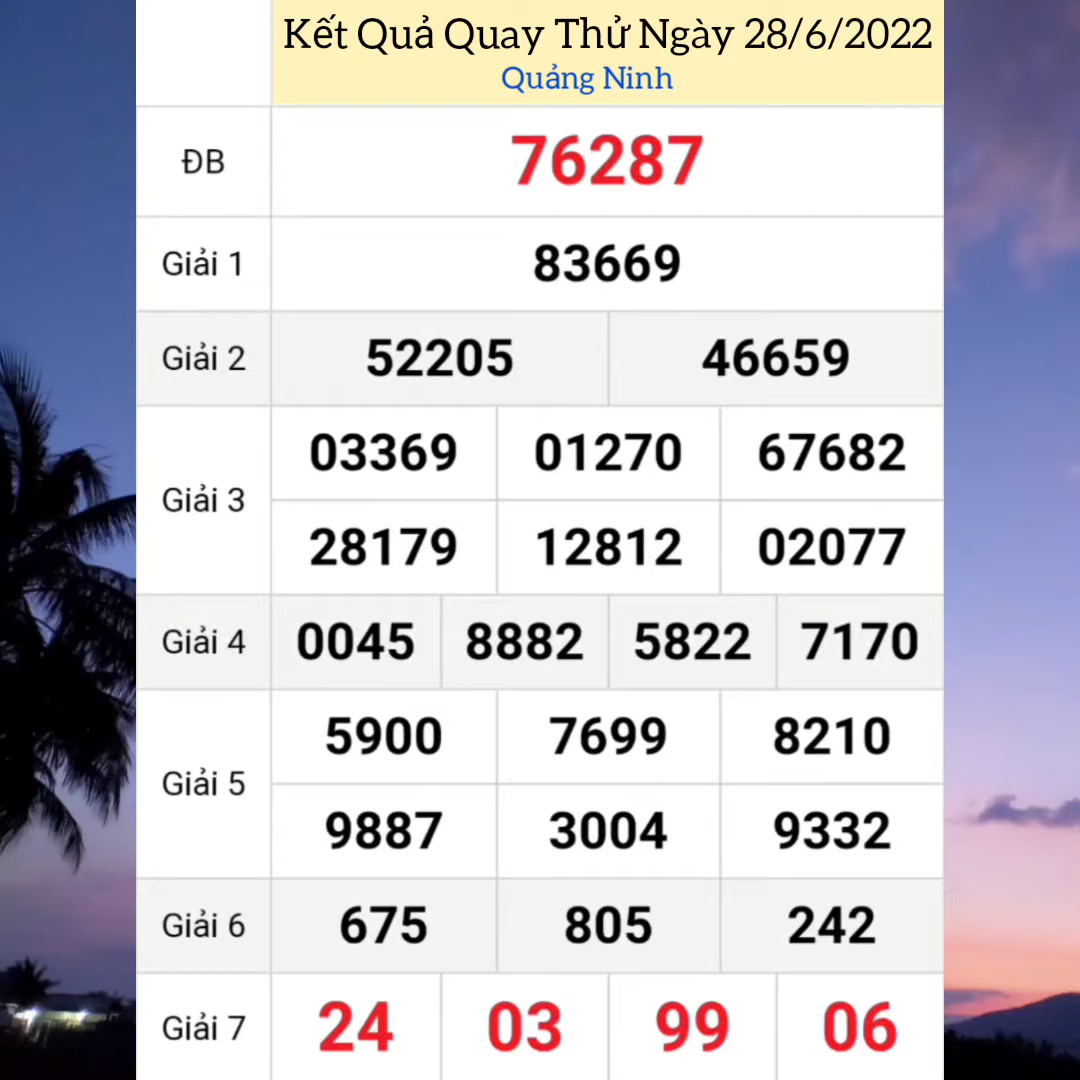 Kết Quả Quay Thử Ngày 28/6/2022
Quảng Ninh
ĐB 76287
Giải 1 83669
Giải 2 52205 46659
Giải 3
03369 01270 67682
28179 12812 02077
Giải 4 0045 8882 5822 7170
Giải 5
5900 7699 8210
9887 3004 9332
Giải 6 675 805 242
Giải 7 24 03 99 06